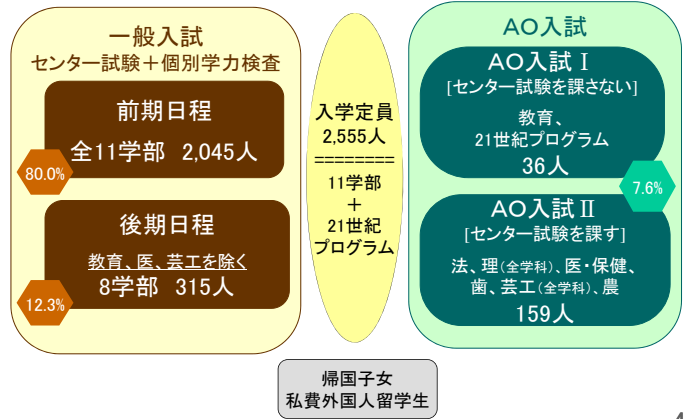 一般入試
センター試験＋個別学力検査
前期日程
全11学部 2,045人
80.0%
後期日程
教育、医、芸工を除く
8学部 315人
12.3%
入学定員
2,555人
========
11学部
＋
21世紀
プログラム
AO入試
AO入試Ⅰ
[センター試験を課さない]
教育、
21世紀プログラム
36人
7.6%
AO入試Ⅱ
[センター試験を課す]
法、理(全学科)、医・保健、
歯、芸工(全学科)、農
159人
帰国子女
私費外国人留学生